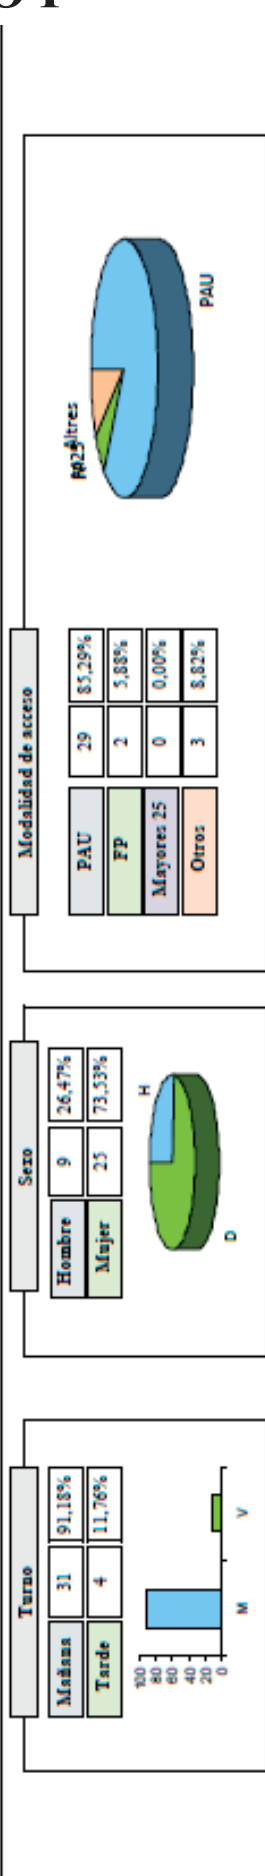 Turno
Mañana 31 91,18%
Tarde 4 11,76%
100
80
60
40
20
0
M V
Sexo
Hombre 9 26,47%
Mujer 25 73,53%
H
D
Modalidad de acceso
PAU 29 85,29%
FP 2 5,88%
Mayores 25 0 0,00%
Otros 3 8,82%
Altres
PAU